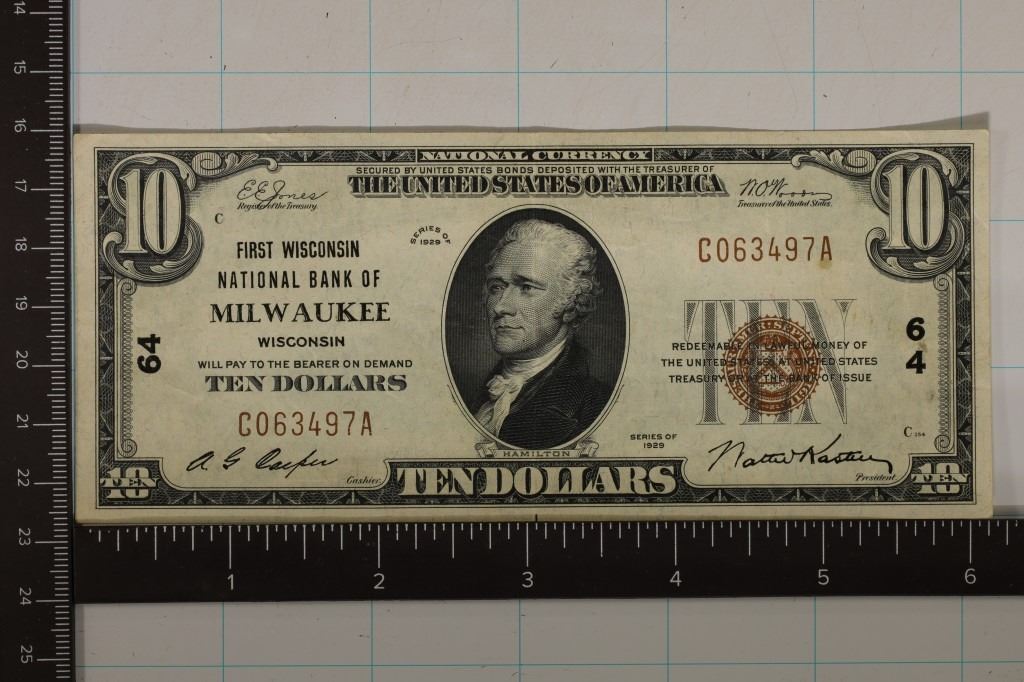 NATIONAL CURRENCY
SECURED BY UNITED STATES BONDS DEPOSITED WITH THE TREASURER OF
THE UNITED STATES OF AMERICA
10
10
E.E. Jones
Register of the Treasury.
W.O. Woods
Treasurer of the United States.
C
SERIES OF
1929
FIRST WISCONSIN
NATIONAL BANK OF
MILWAUKEE
WISCONSIN
WILL PAY TO THE BEARER ON DEMAND
TEN DOLLARS
C063497A
C063497A
64
6
4
TEN
REDEEMABLE IN LAWFUL MONEY OF
THE UNITED STATES AT UNITED STATES
TREASURY OR AT THE BANK OF ISSUE
SERIES OF
1929
C 154
HAMILTON
Cashier.
President.
10
TEN DOLLARS
10
14
15
16
17
18
19
20
21
22
23
24
25
1 2 3 4 5 6